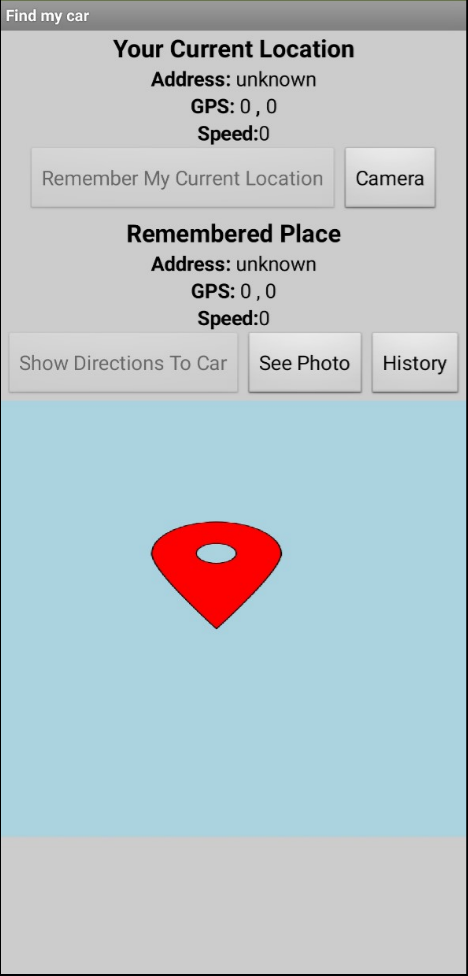 Find my car
Your Current Location
Address: unknown
GPS: 0 , 0
Speed:0
Remember My Current Location
Camera
Remembered Place
Address: unknown
GPS: 0 , 0
Speed:0
Show Directions To Car
See Photo
History